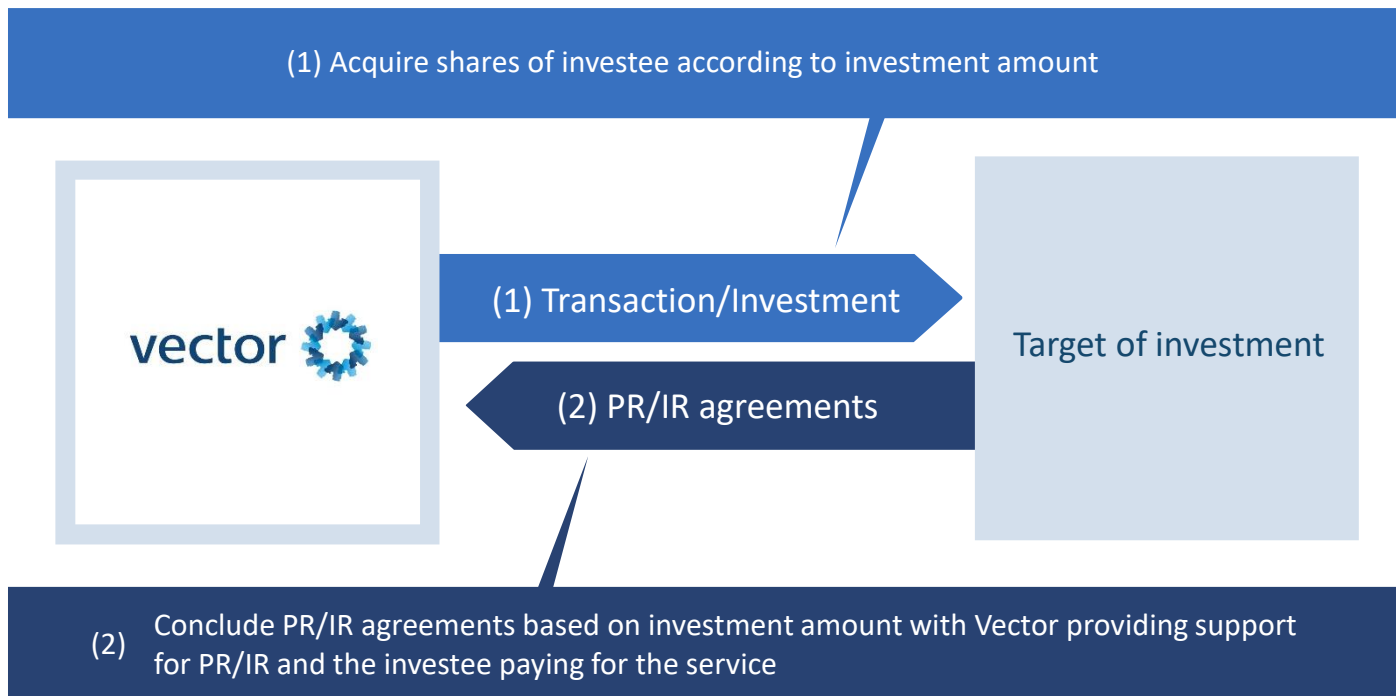 (1) Acquire shares of investee according to investment amount
vector
(1) Transaction/Investment
(2) PR/IR agreements
Target of investment
(2) Conclude PR/IR agreements based on investment amount with Vector providing support
for PR/IR and the investee paying for the service